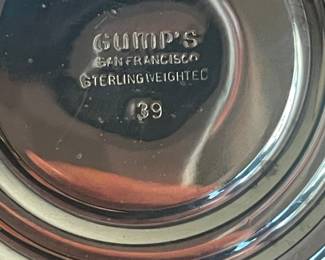 GUMP'S
SAN FRANCISCO
STERLING WEIGHTED
39